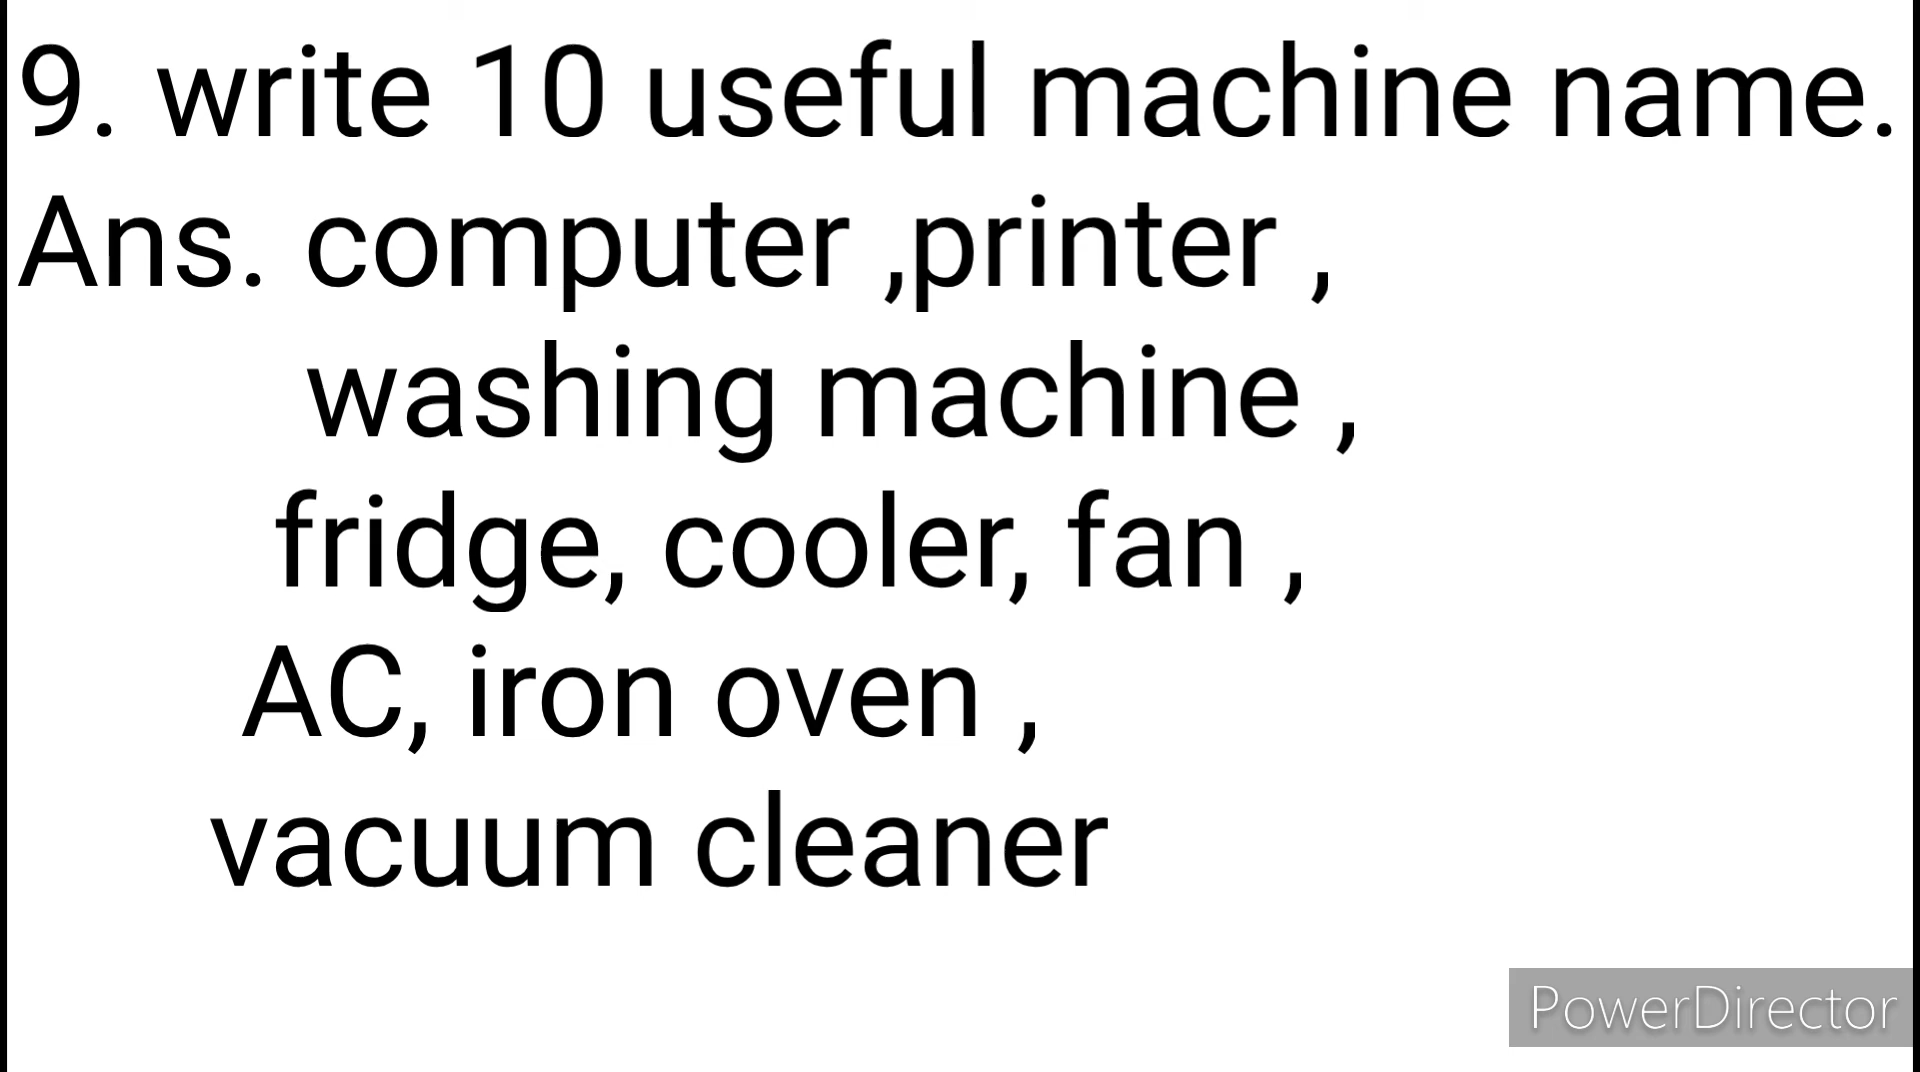 9. write 10 useful machine name.
Ans. computer ,printer ,
washing machine ,
fridge, cooler, fan ,
AC, iron oven ,
vacuum cleaner
PowerDirector